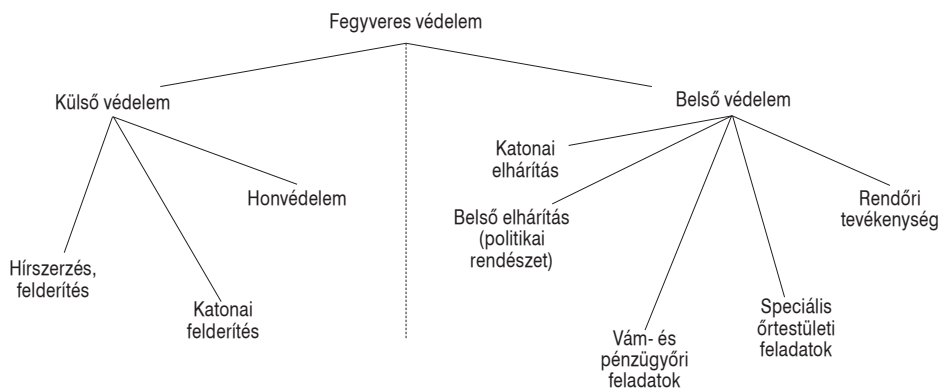 Fegyveres védelem
Külső védelem
Belső védelem
Katonai
elhárítás
Honvédelem
Rendőri
tevékenység
Belső elhárítás
(politikai
rendészet)
Hírszerzés,
felderítés
Katonai
felderítés
Speciális
őrtestületi
feladatok
Vám- és
pénzügyőri
feladatok